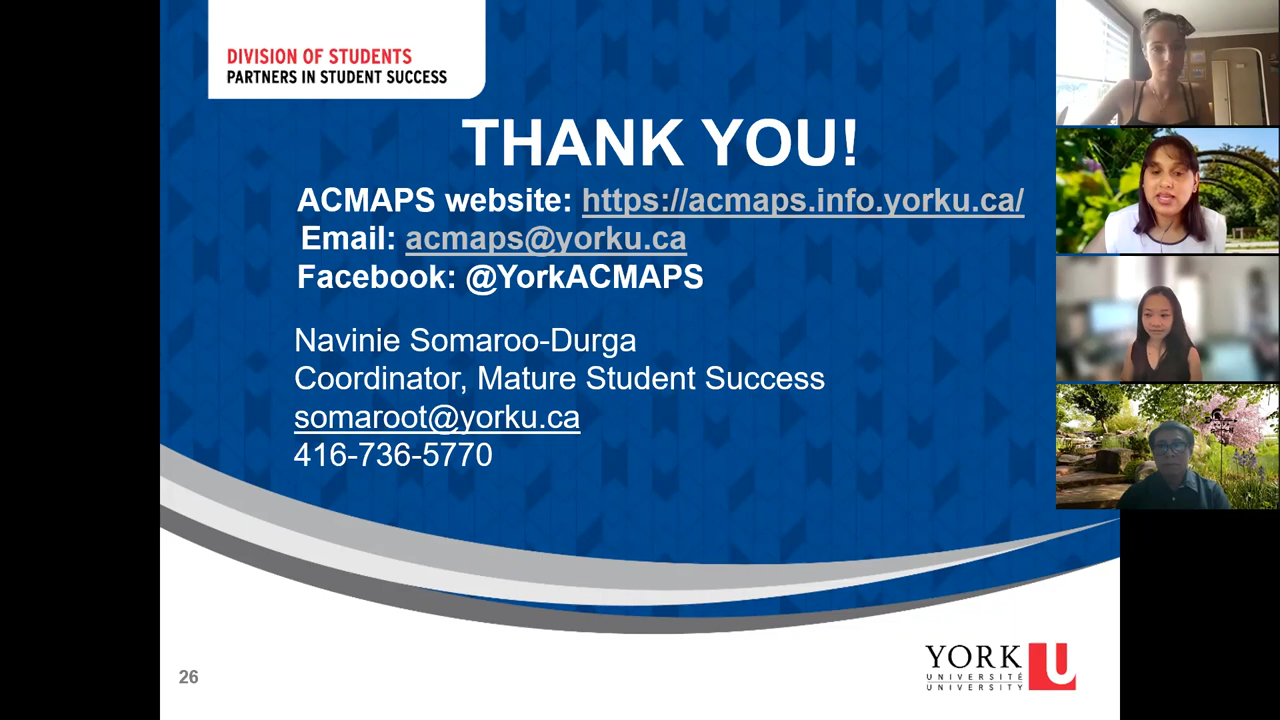 DIVISION OF STUDENTS
PARTNERS IN STUDENT SUCCESS
THANK YOU!
ACMAPS website: https://acmaps.info.yorku.ca/
Email: acmaps@yorku.ca
Facebook: @YorkACMAPS
Navinie Somaroo-Durga
Coordinator, Mature Student Success
somaroot@yorku.ca
416-736-5770
26
YORK U
UNIVERSITÉ
UNIVERSITY